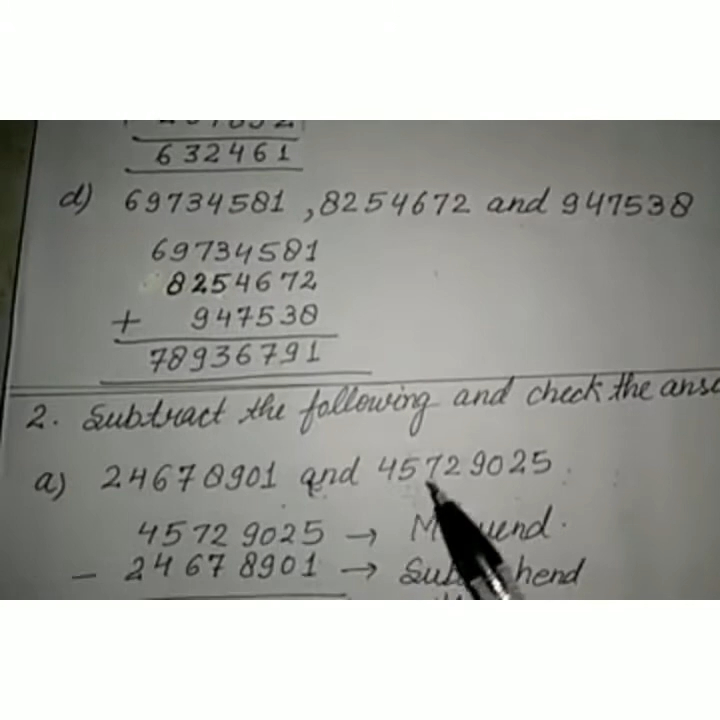 632461
d) 69734581 , 8254672 and 947538
69734581
8254672
+ 947538
78936791
2. Subtract the following and check the
a) 24678901 and 45729025
45729025 →
- 24678901 →